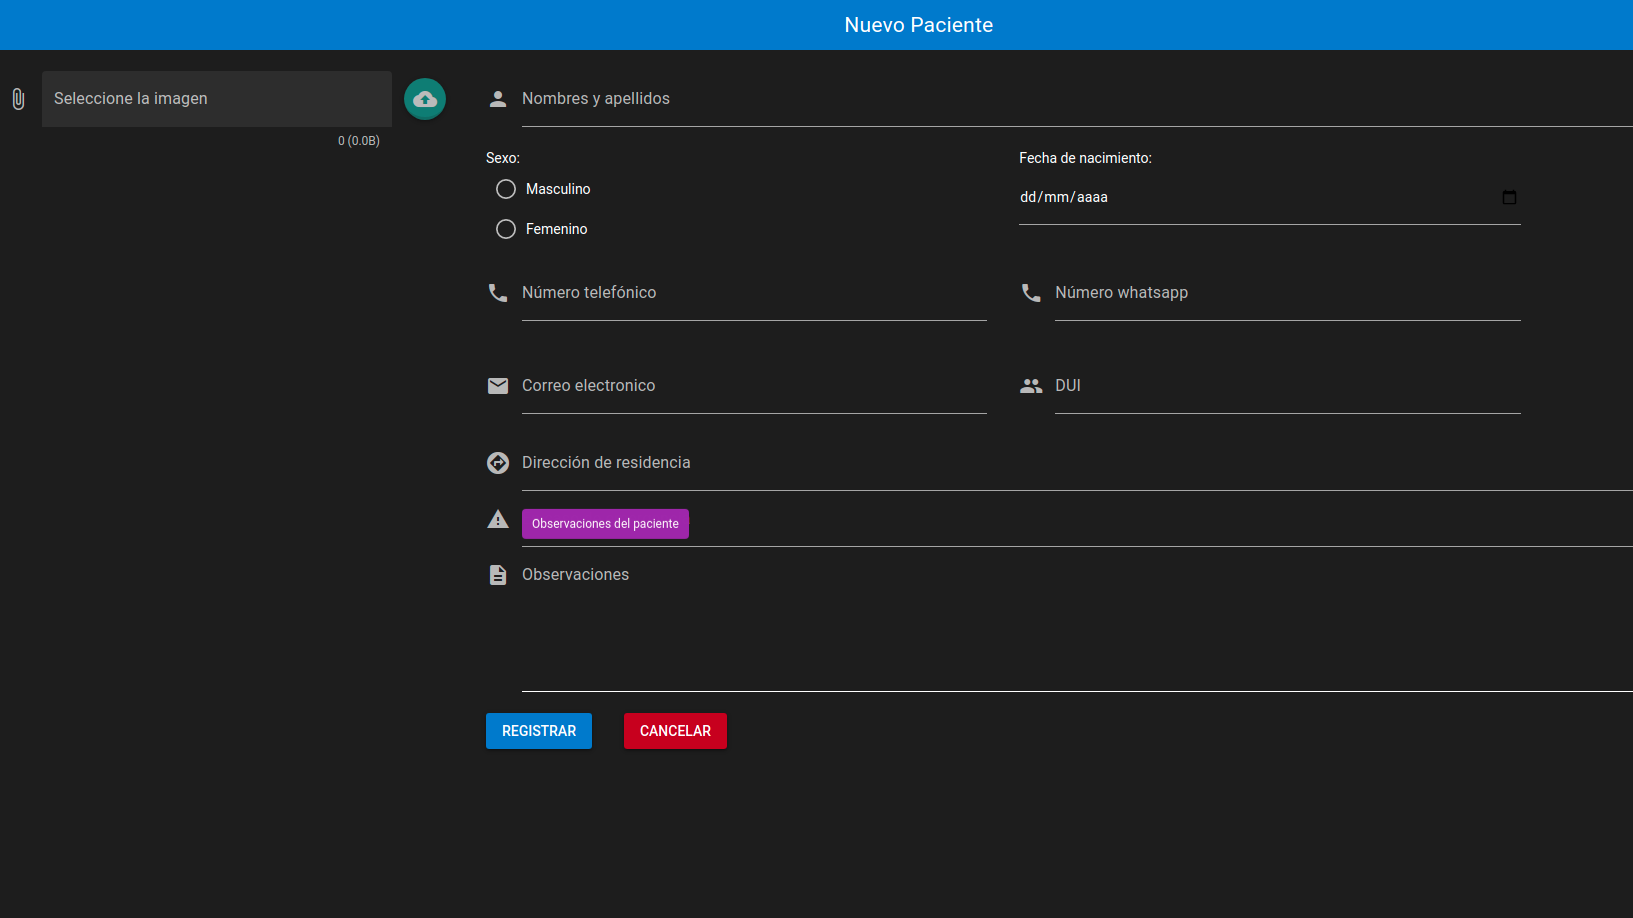 Nuevo Paciente
Seleccione la imagen
0 (0.0B)
Nombres y apellidos
Sexo:
Masculino
Femenino
Fecha de nacimiento:
dd/mm/aaaa
Número telefónico
Número whatsapp
Correo electronico
DUI
Dirección de residencia
Observaciones del paciente
Observaciones
REGISTRAR
CANCELAR